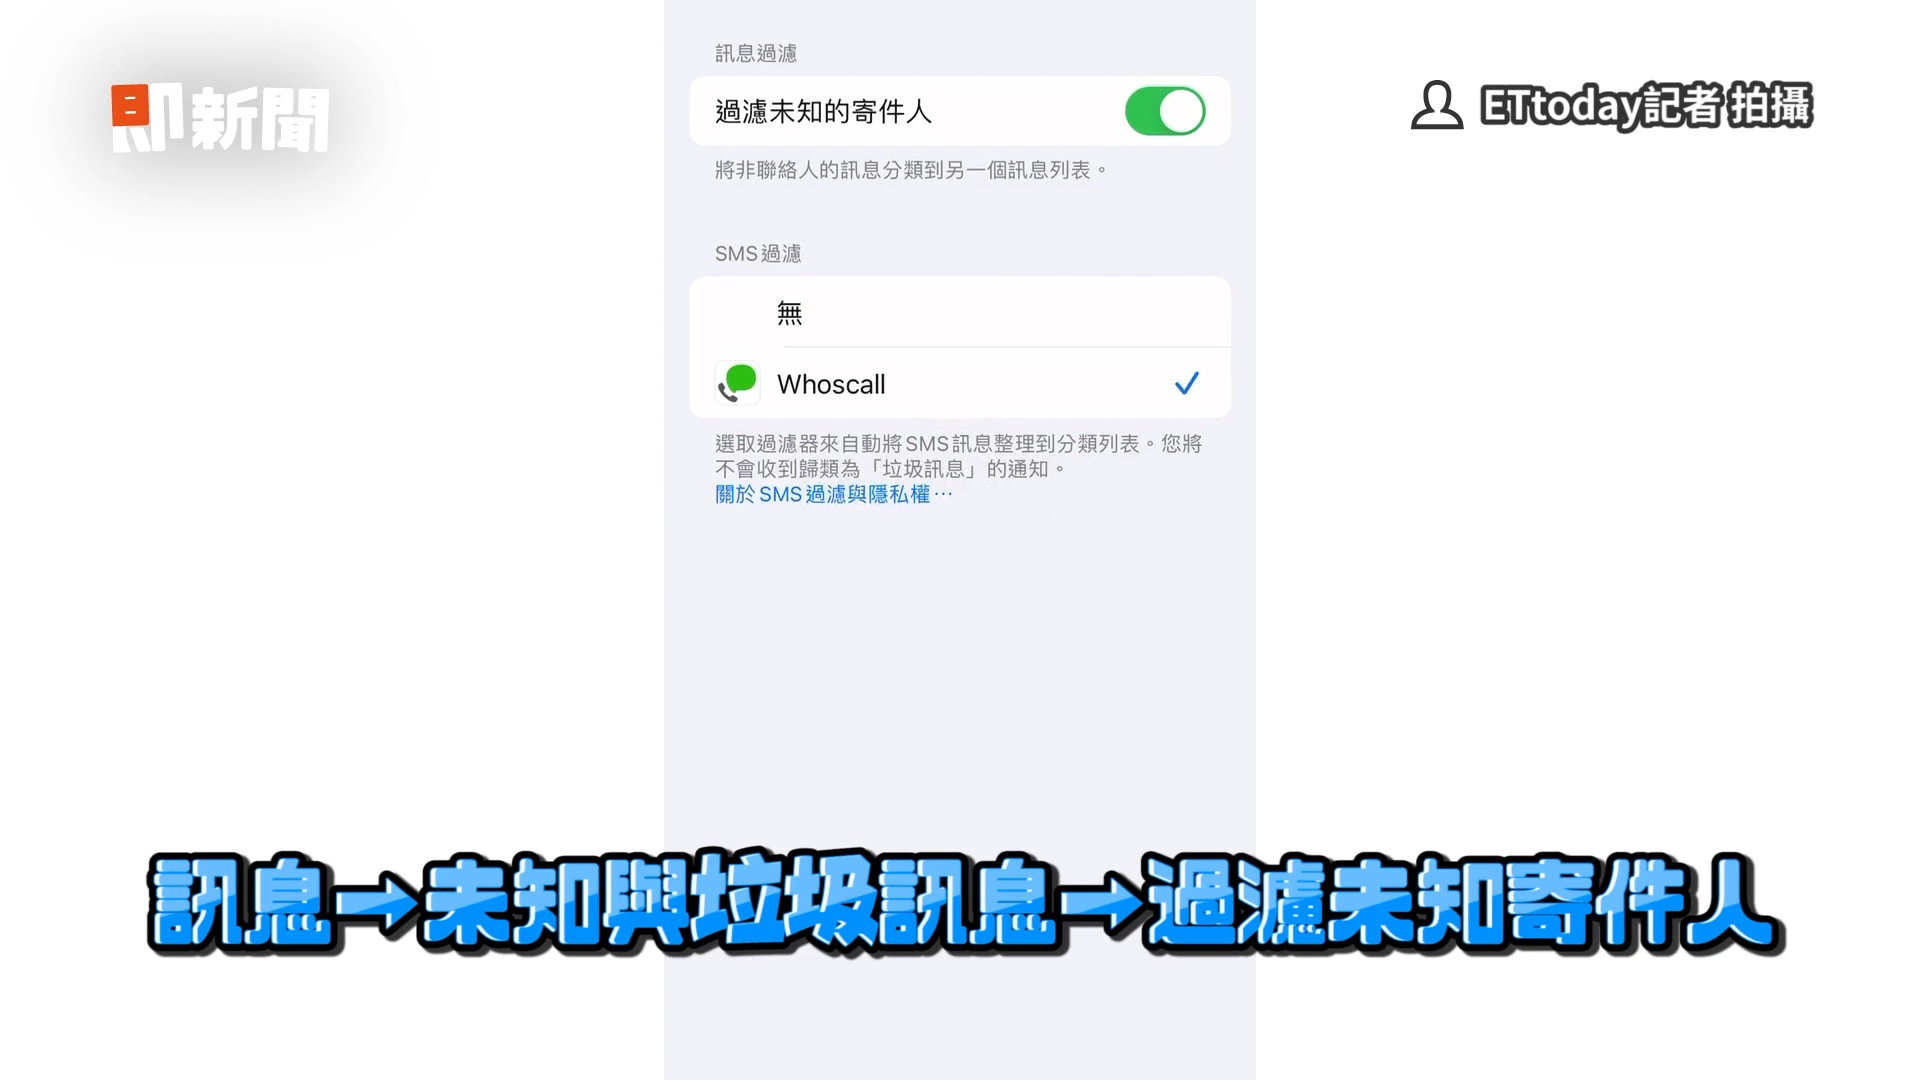 即新聞
ETtoday記者 拍攝
訊息過濾
過濾未知的寄件人
將非聯絡人的訊息分類到另一個訊息列表。
SMS過濾
無
Whoscall
選取過濾器來自動將SMS訊息整理到分類列表。您將
不會收到歸類為「垃圾訊息」的通知。
關於SMS過濾與隱私權…
訊息→未知與垃圾訊息→過濾未知寄件人